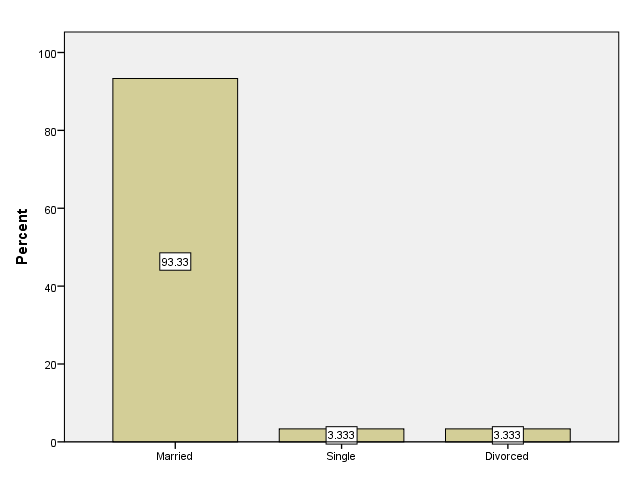 Percent
100
80
60
40
20
0
93.33
3.333
3.333
Married
Single
Divorced